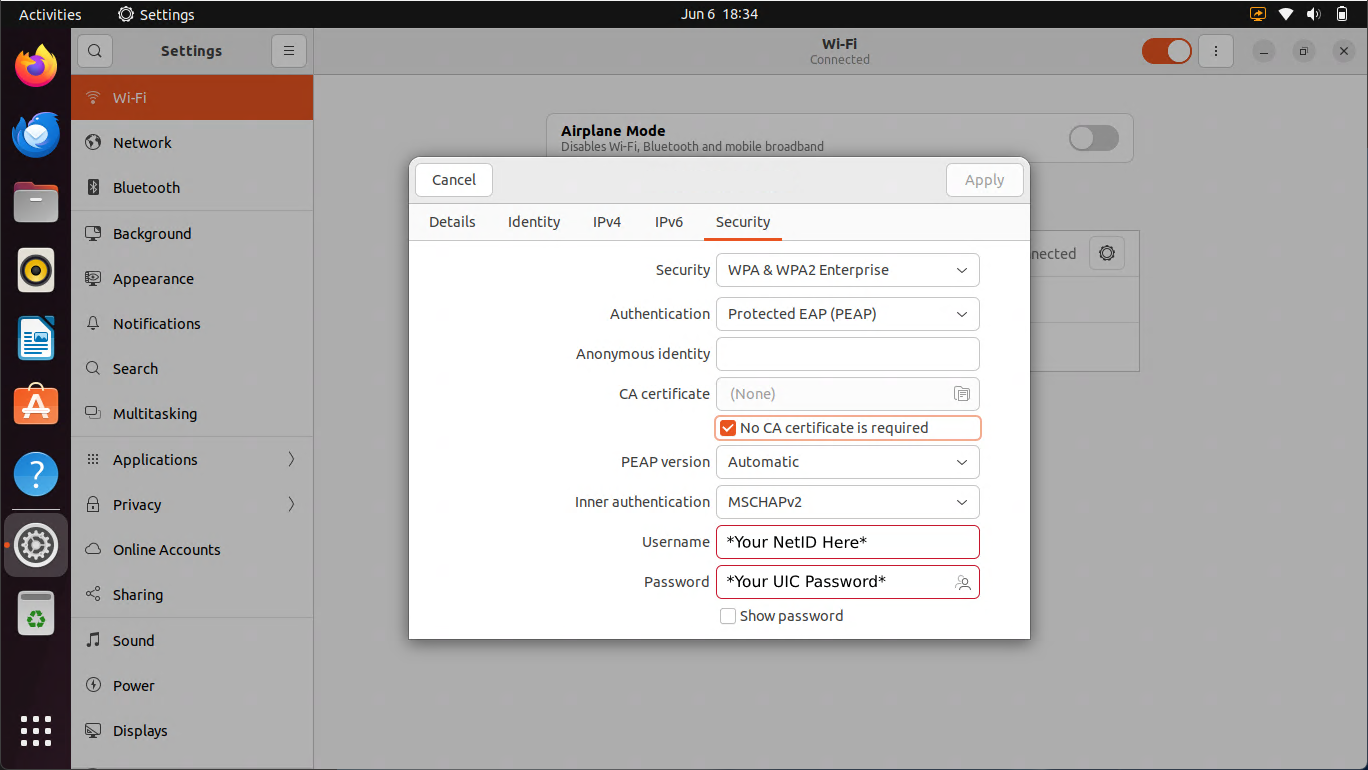 Activities Settings Jun 6 18:34
Settings
Wi-Fi
Connected
Wi-Fi
Network
Bluetooth
Background
Appearance
Notifications
Search
Multitasking
Applications
Privacy
Online Accounts
Sharing
Sound
Power
Displays
Airplane Mode
Disables Wi-Fi, Bluetooth and mobile broadband
nected
Cancel Apply
Details Identity IPv4 IPv6 Security
Security WPA & WPA2 Enterprise
Authentication Protected EAP (PEAP)
Anonymous identity
CA certificate (None)
No CA certificate is required
PEAP version Automatic
Inner authentication MSCHAPv2
Username *Your NetID Here*
Password *Your UIC Password*
Show password